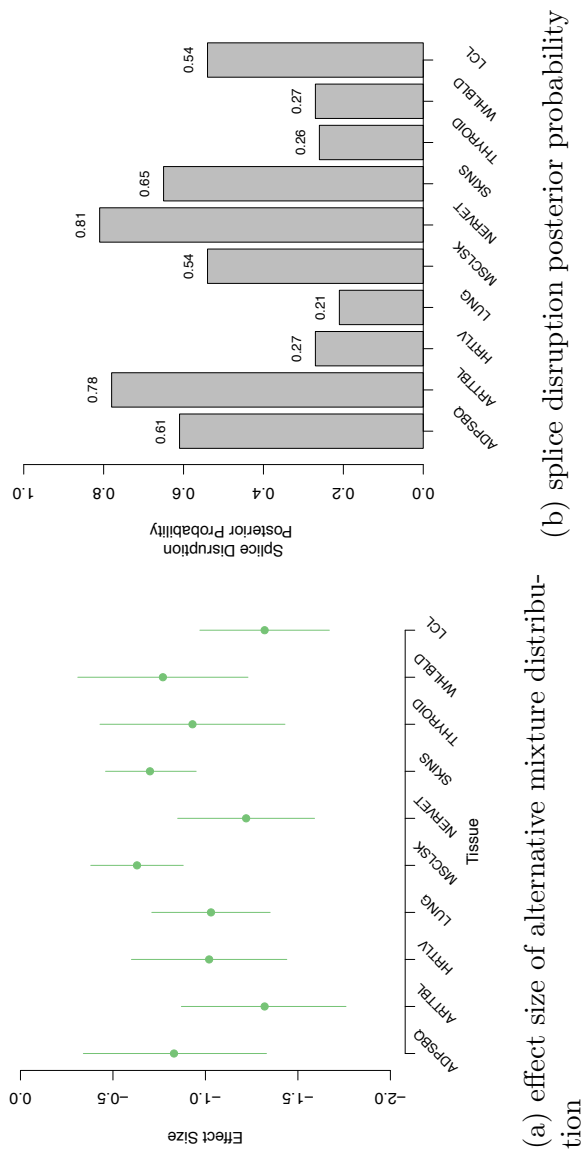 0.0
−0.5
−1.0
−1.5
−2.0
Effect Size
ADPSBQ
ARTTBL
HRTLV
LUNG
MSCLSK
NERVET
SKINS
THYROID
WHLBLD
LCL
Tissue
(a) effect size of alternative mixture distribu-
tion
1.0
0.8
0.6
0.4
0.2
0.0
Splice Disruption
Posterior Probability
0.61
0.78
0.27
0.21
0.54
0.81
0.65
0.26
0.27
0.54
ADPSBQ
ARTTBL
HRTLV
LUNG
MSCLSK
NERVET
SKINS
THYROID
WHLBLD
LCL
(b) splice disruption posterior probability